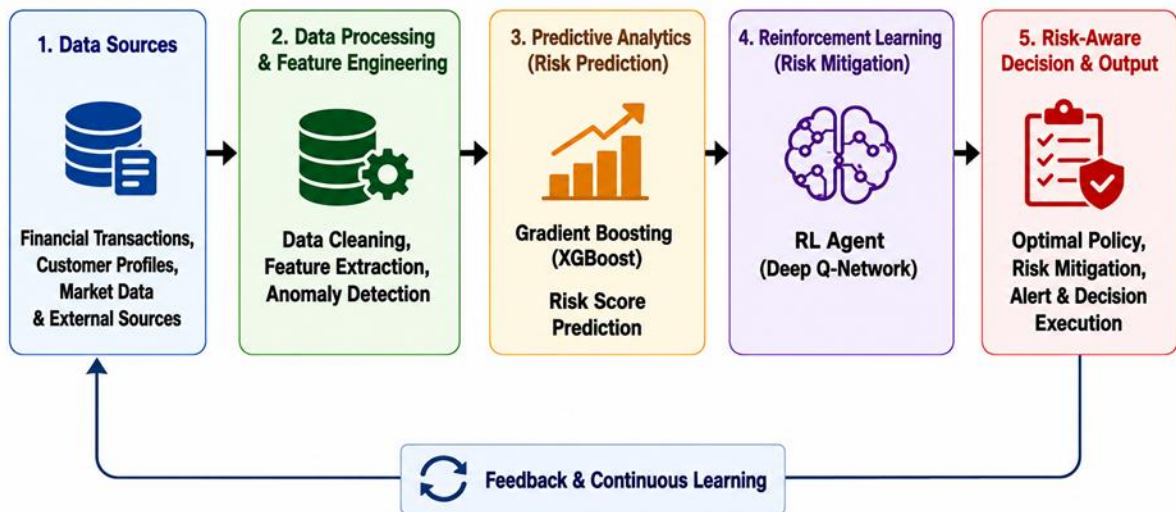 1. Data Sources
Financial Transactions,
Customer Profiles,
Market Data
& External Sources
2. Data Processing
& Feature Engineering
Data Cleaning,
Feature Extraction,
Anomaly Detection
3. Predictive Analytics
(Risk Prediction)
Gradient Boosting
(XGBoost)
Risk Score
Prediction
4. Reinforcement Learning
(Risk Mitigation)
RL Agent
(Deep Q-Network)
5. Risk-Aware
Decision & Output
Optimal Policy,
Risk Mitigation,
Alert & Decision
Execution
Feedback & Continuous Learning